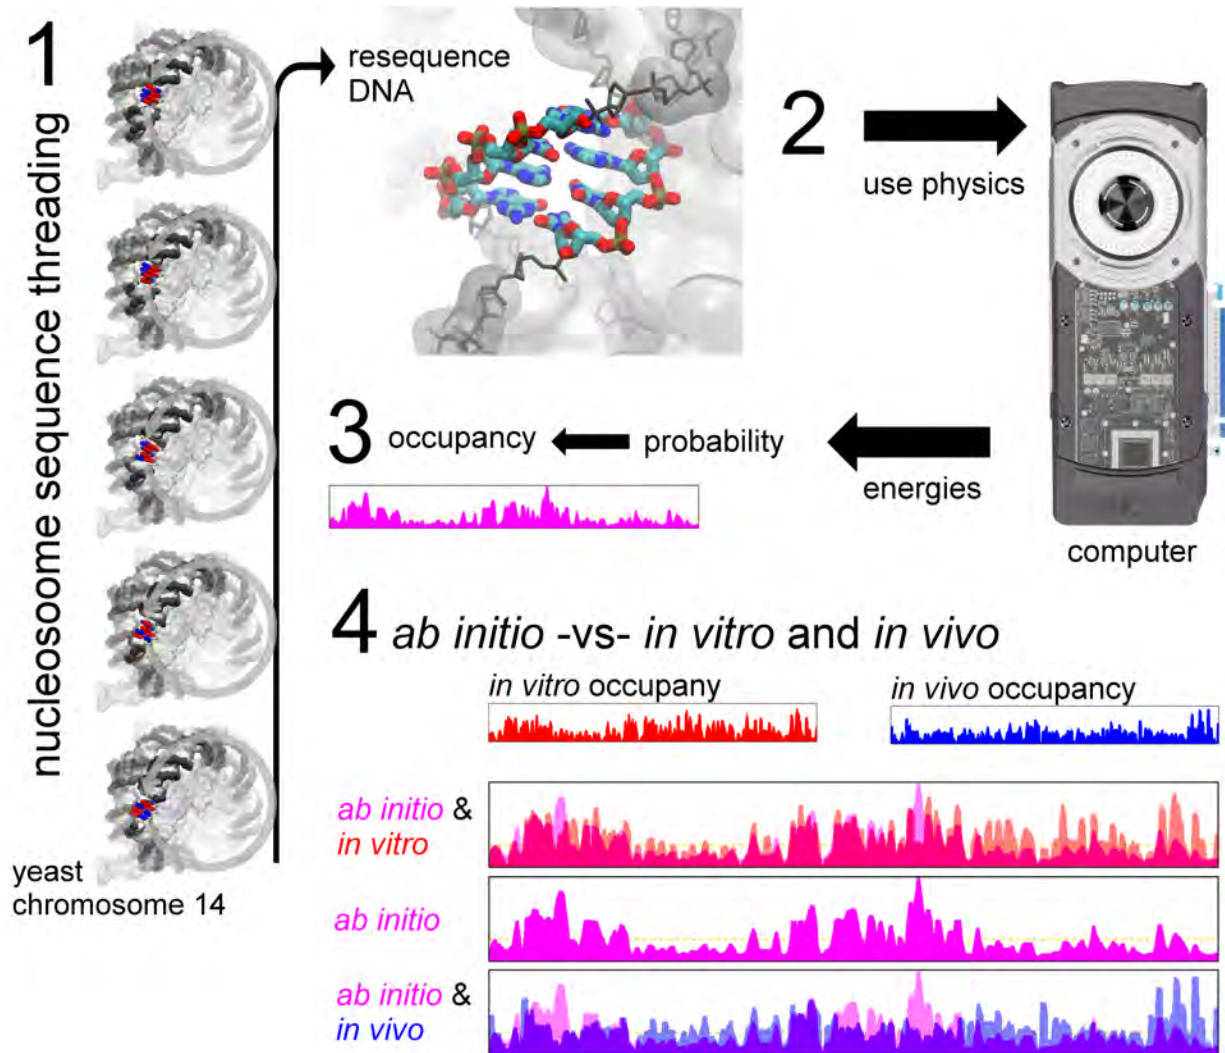 1
nucleosoome sequence threading
resequence
DNA
2
use physics
3
occupancy
probability
energies
computer
4 ab initio -vs- in vitro and in vivo
in vitro occupany
in vivo occupancy
ab initio &
in vitro
ab initio
ab initio &
in vivo
yeast
chromosome 14